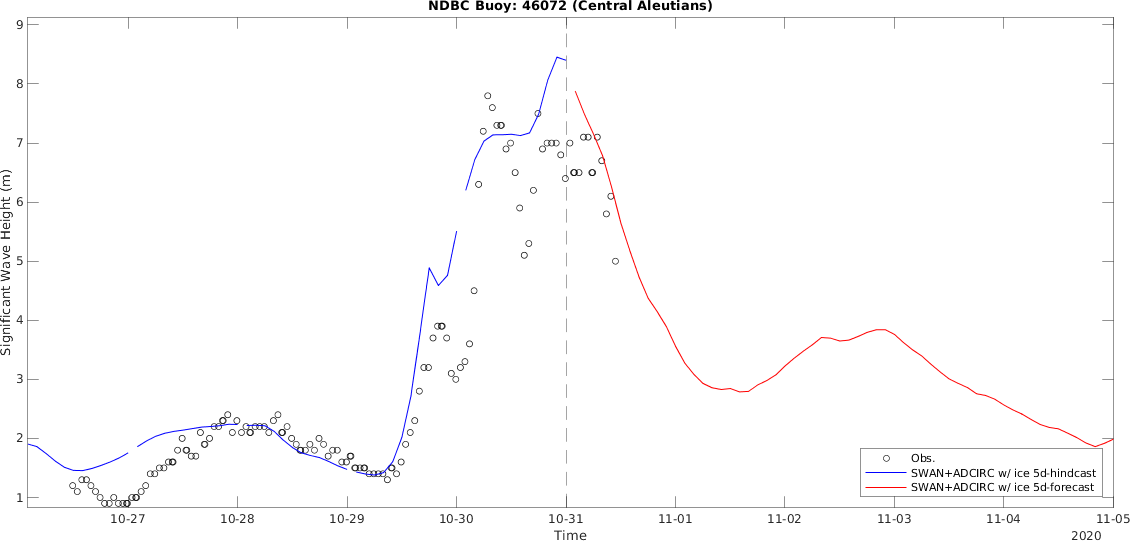 NDBC Buoy: 46072 (Central Aleutians)
9
8
7
6
5
4
3
2
1
Significant Wave Height (m)
Obs.
SWAN+ADCIRC w/ ice 5d-hindcast
SWAN+ADCIRC w/ ice 5d-forecast
10-27 10-28 10-29 10-30 10-31 11-01 11-02 11-03 11-04 11-05
Time
2020